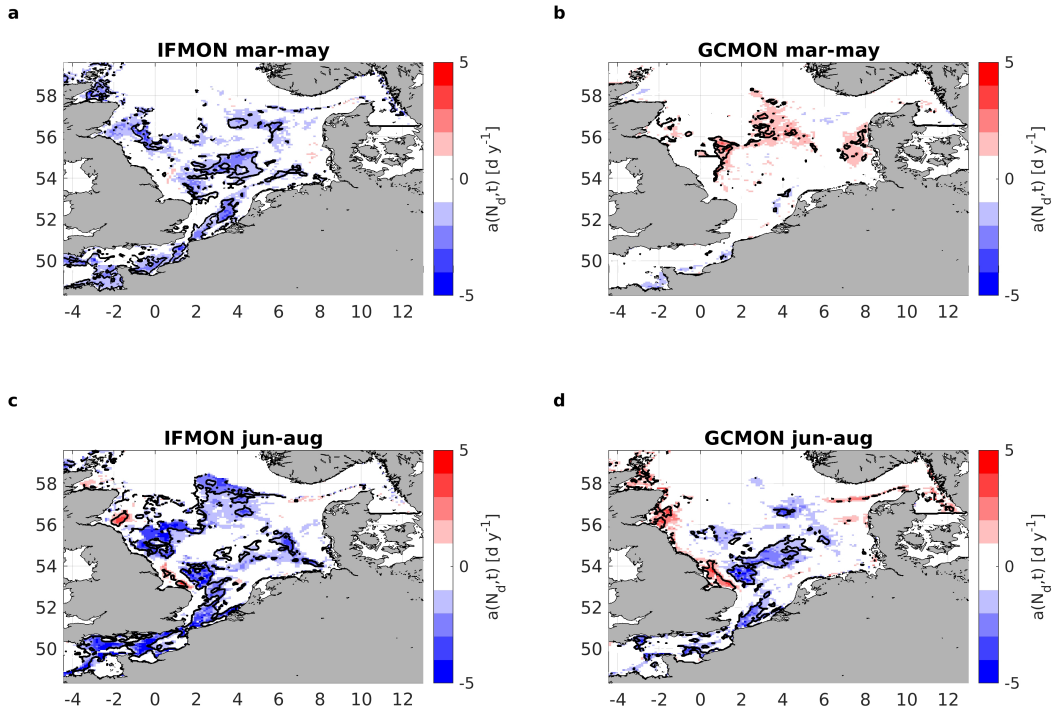 a
b
IFMON mar-may
GCMON mar-may
58
56
54
52
50
-4 -2 0 2 4 6 8 10 12
5
0
-5
a(N_d,t) [d y^-1]
58
56
54
52
50
-4 -2 0 2 4 6 8 10 12
5
0
-5
a(N_d,t) [d y^-1]
c
d
IFMON jun-aug
GCMON jun-aug
58
56
54
52
50
-4 -2 0 2 4 6 8 10 12
5
0
-5
a(N_d,t) [d y^-1]
58
56
54
52
50
-4 -2 0 2 4 6 8 10 12
5
0
-5
a(N_d,t) [d y^-1]